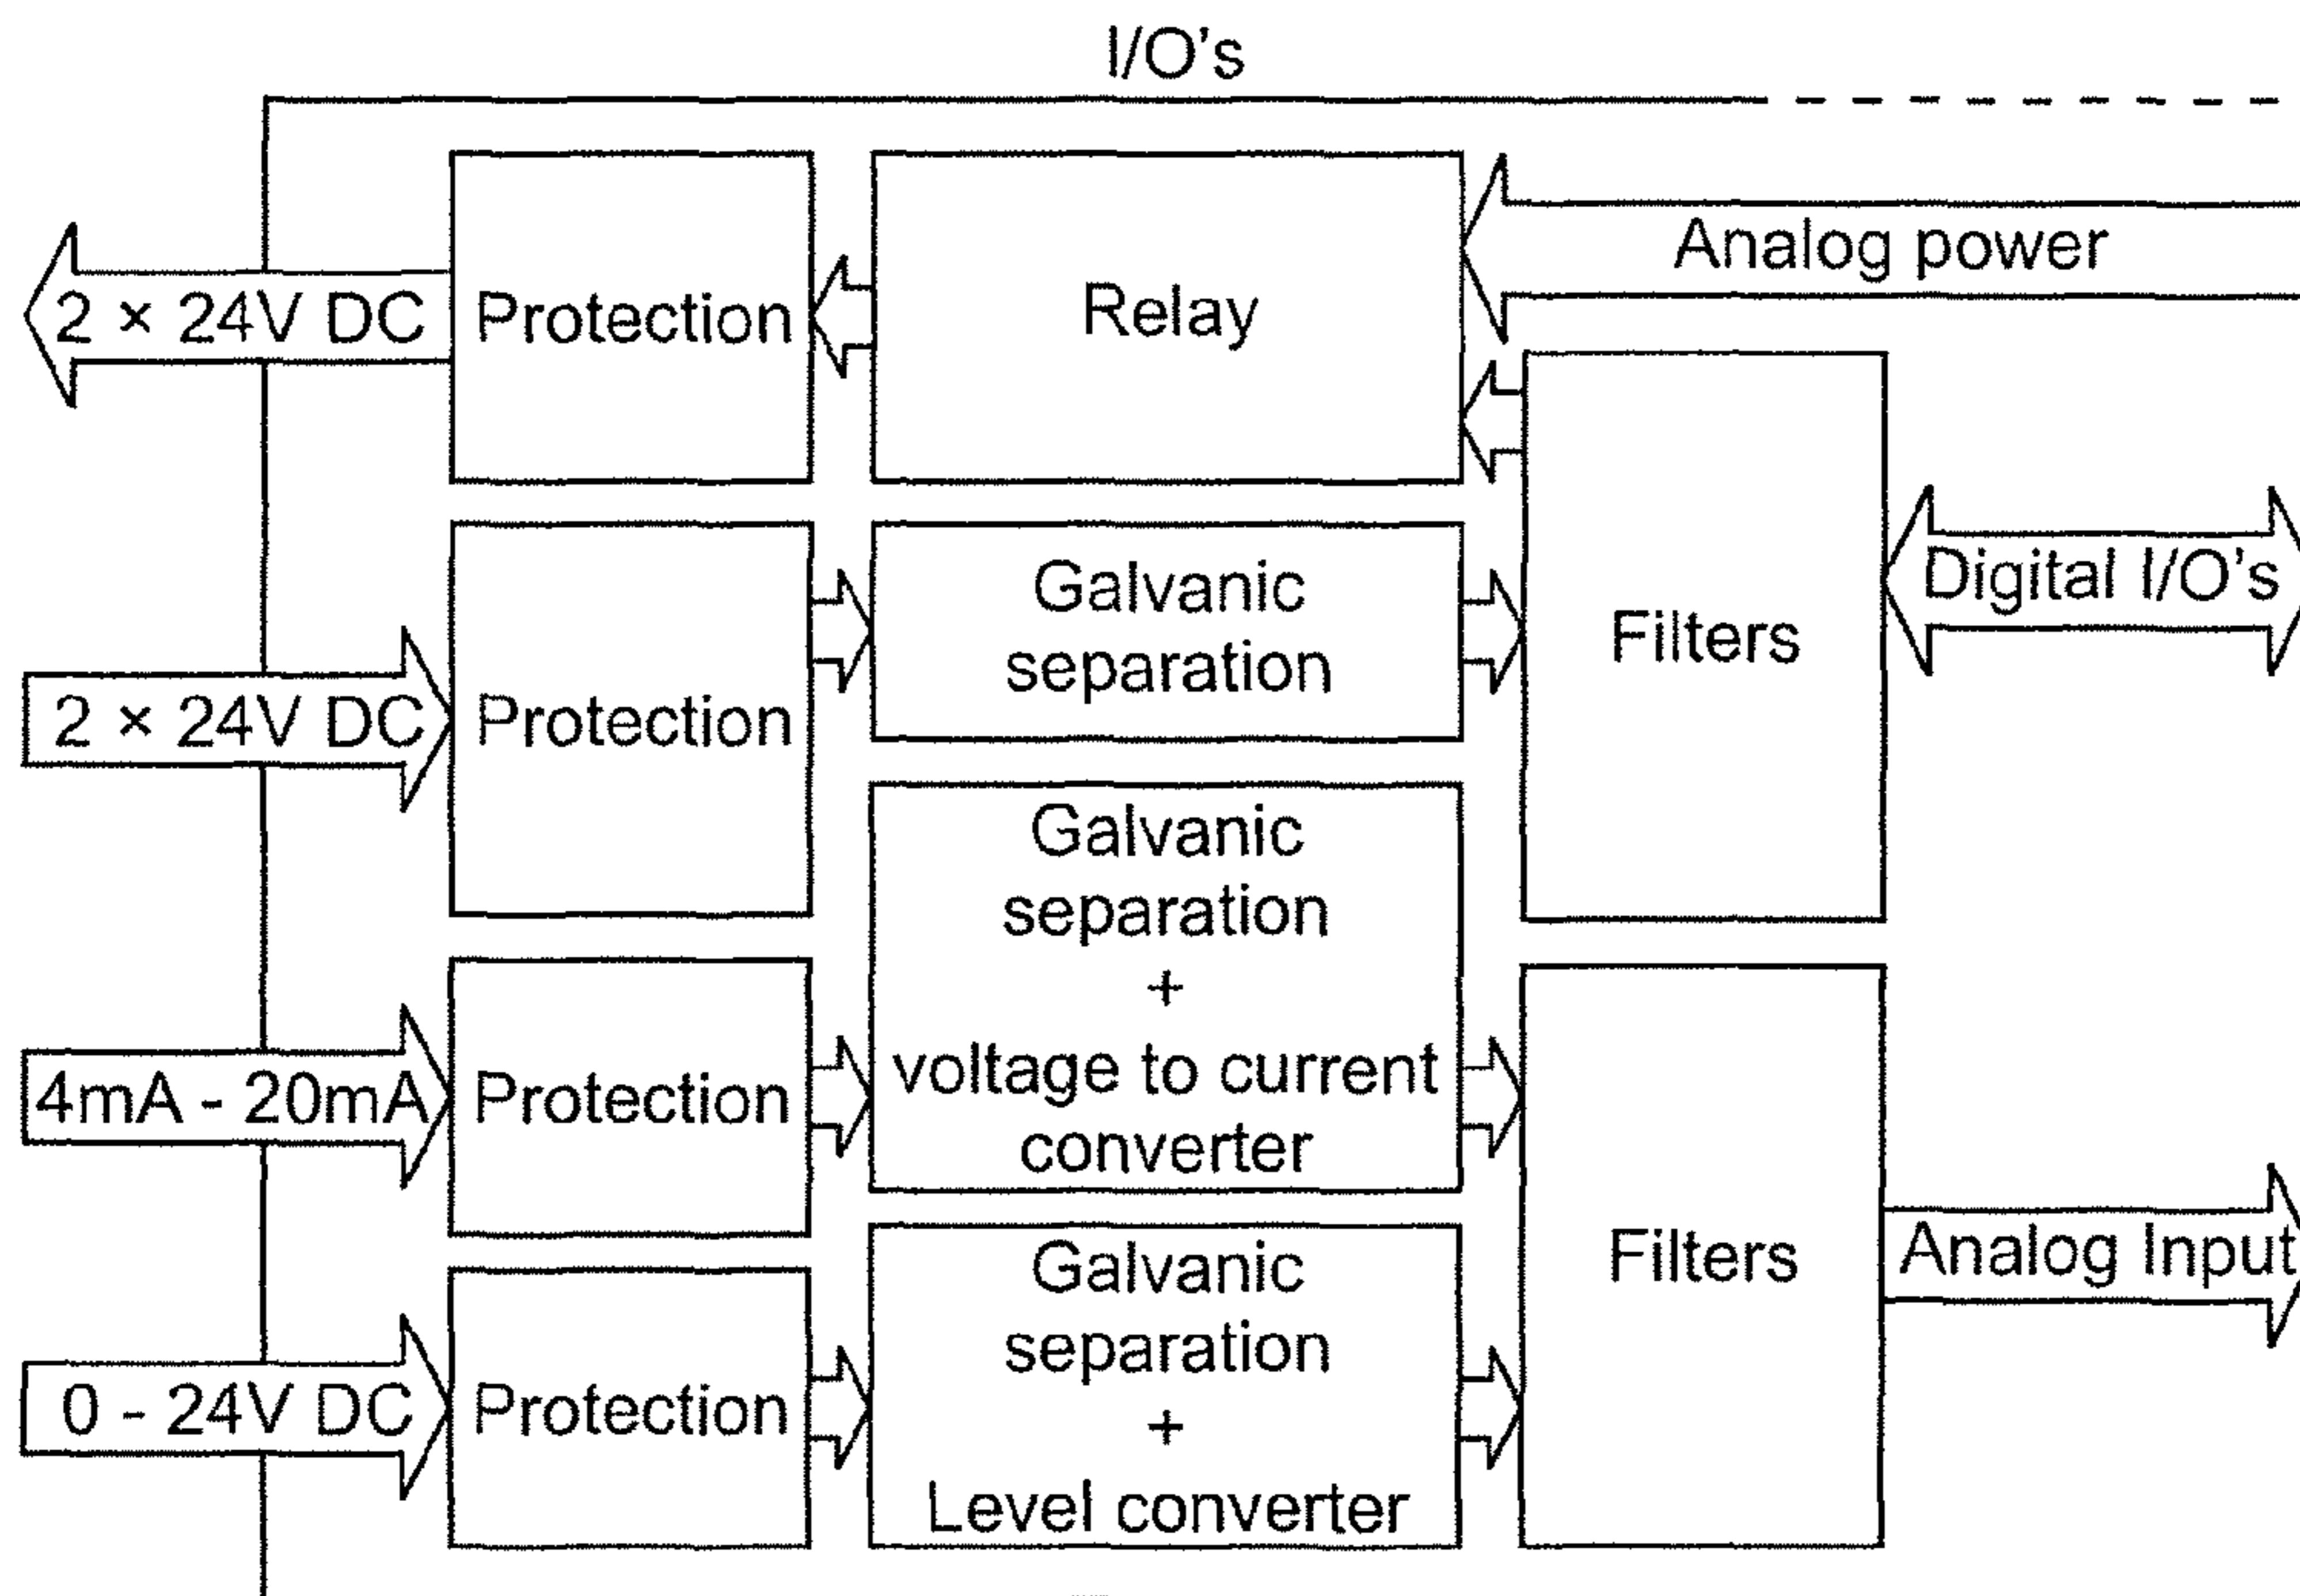 I/O's
Analog power
2 × 24V DC
Protection
Relay
Digital I/O's
2 × 24V DC
Protection
Galvanic
separation
Filters
4mA - 20mA
Protection
Galvanic
separation
+
voltage to current
converter
Filters
Analog Input
0 - 24V DC
Protection
Galvanic
separation
+
Level converter